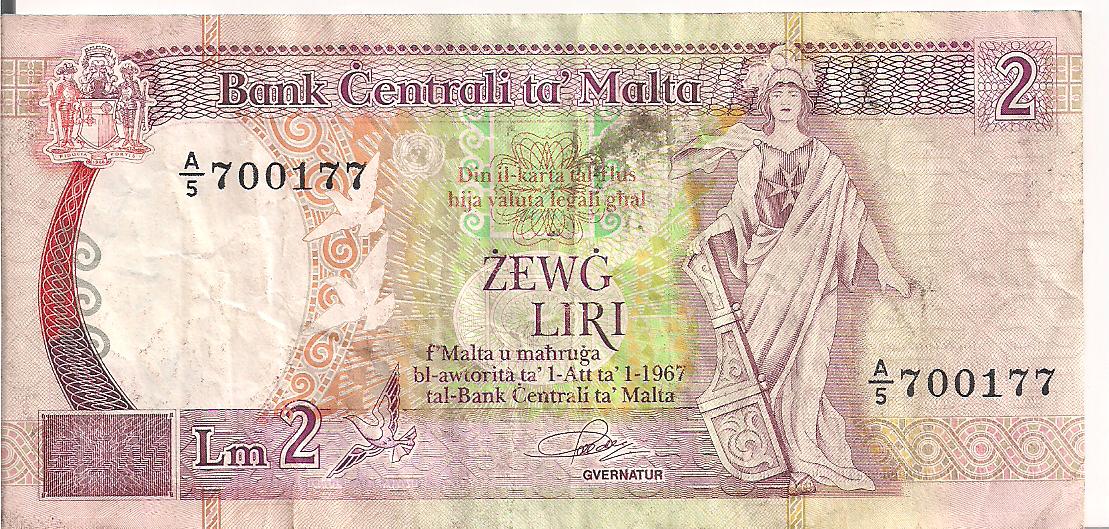 Bank Ċentrali ta' Malta
2
A/5 700177
Din il-karta tal-flus
hija valuta legali għal
ŻEWĠ
LIRI
f'Malta u maħruġa
bl-awtorità ta' l-Att ta' l-1967
tal-Bank Ċentrali ta' Malta
A/5 700177
Lm 2
GVERNATUR